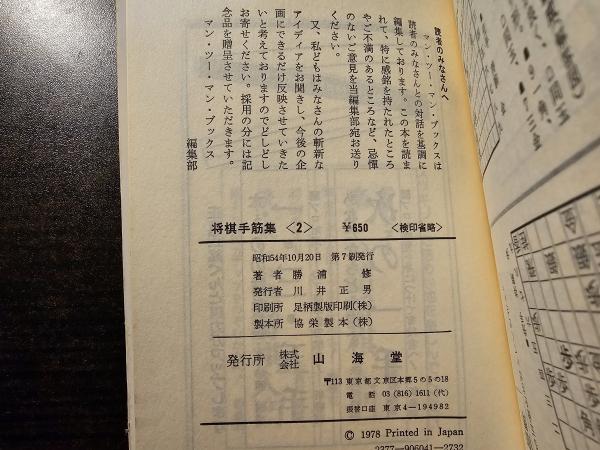 読者のみなさんへ
マン・ツー・マン・ブックスは
読者のみなさんとの対話を基調に
編集しております。この本を読ま
れて、特に感銘を持たれたところ
やご不満のあるところなど、忌憚
のないご意見を当編集部宛お送り
ください。
又、私どもはみなさんの斬新な
アイディアをお聞きし、今後の企
画にできるだけ反映させていきた
いと考えておりますのでどしどし
お寄せください。採用の分には記
念品を贈呈させていただきます。
マン・ツー・マン・ブックス
編集部
将棋手筋集〈2〉 ¥650 〈検印省略〉
昭和54年10月20日 第7刷発行
著者 勝浦 修
発行者 川井正男
印刷所 足柄製版印刷(株)
製本所 協栄製本(株)
発行所 株式会社 山海堂
〒113 東京都文京区本郷5の5の18
電話 03(816)1611(代)
振替口座 東京4-194982
© 1978 Printed in Japan
2377-906041-2732